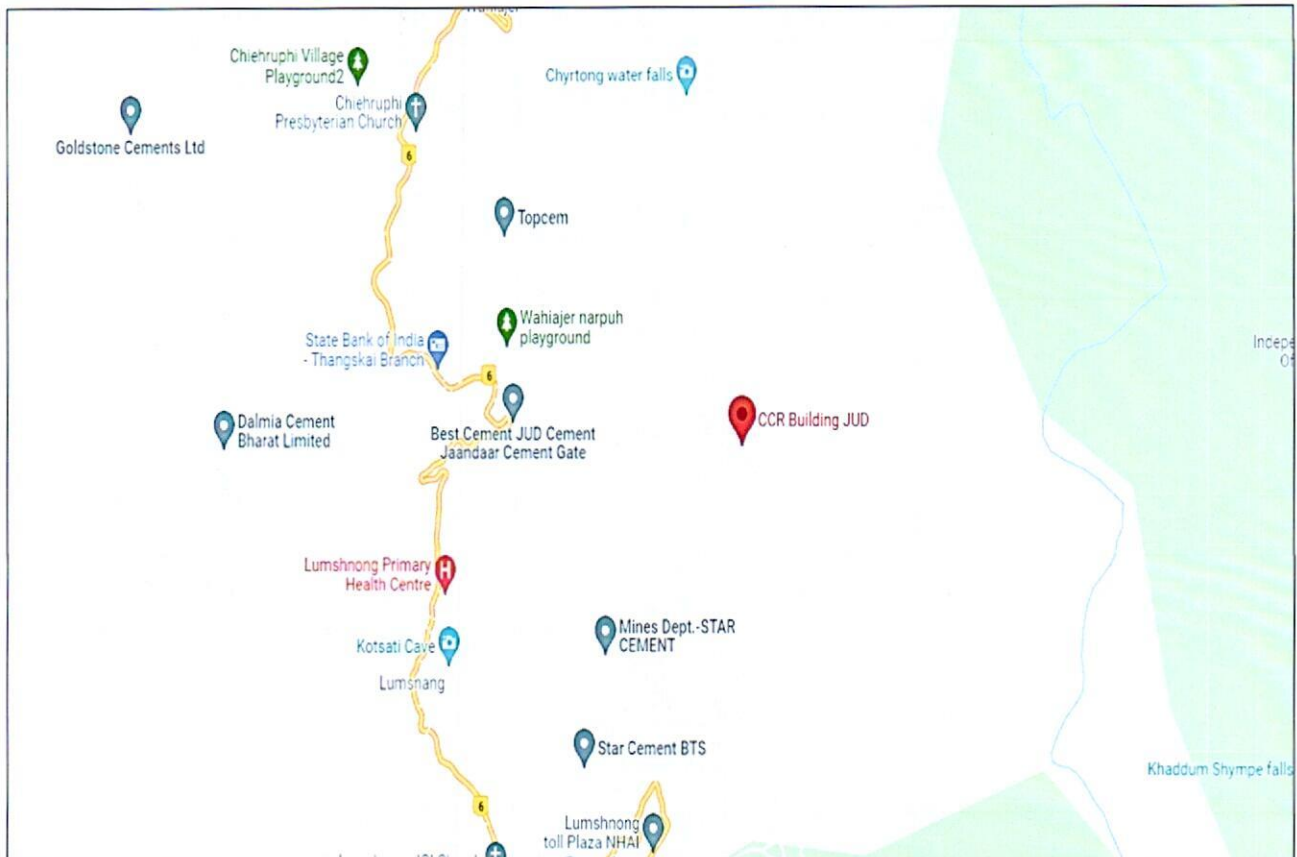 Wahiajer
Chiehruphi Village
Playground2
Chyrtong water falls
Chiehruphi
Presbyterian Church
Goldstone Cements Ltd
6
Topcem
Wahiajer narpuh
playground
State Bank of India
- Thangskai Branch
6
Dalmia Cement
Bharat Limited
Best Cement JUD Cement
Jaandaar Cement Gate
CCR Building JUD
Lumshnong Primary
Health Centre
H
Mines Dept.-STAR
CEMENT
Kotsati Cave
Lumsnang
Star Cement BTS
Khaddum Shympe falls
6
Lumshnong
toll Plaza NHAI